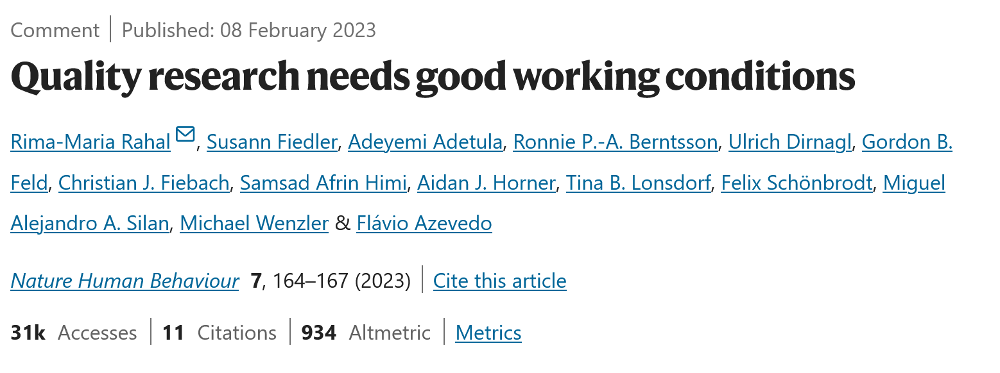 Comment | Published: 08 February 2023
Quality research needs good working conditions
Rima-Maria Rahal, Susann Fiedler, Adeyemi Adetula, Ronnie P.-A. Berntsson, Ulrich Dirnagl, Gordon B.
Feld, Christian J. Fiebach, Samsad Afrin Himi, Aidan J. Horner, Tina B. Lonsdorf, Felix Schönbrodt, Miguel
Alejandro A. Silan, Michael Wenzler & Flávio Azevedo
Nature Human Behaviour 7, 164–167 (2023) | Cite this article
31k Accesses | 11 Citations | 934 Altmetric | Metrics